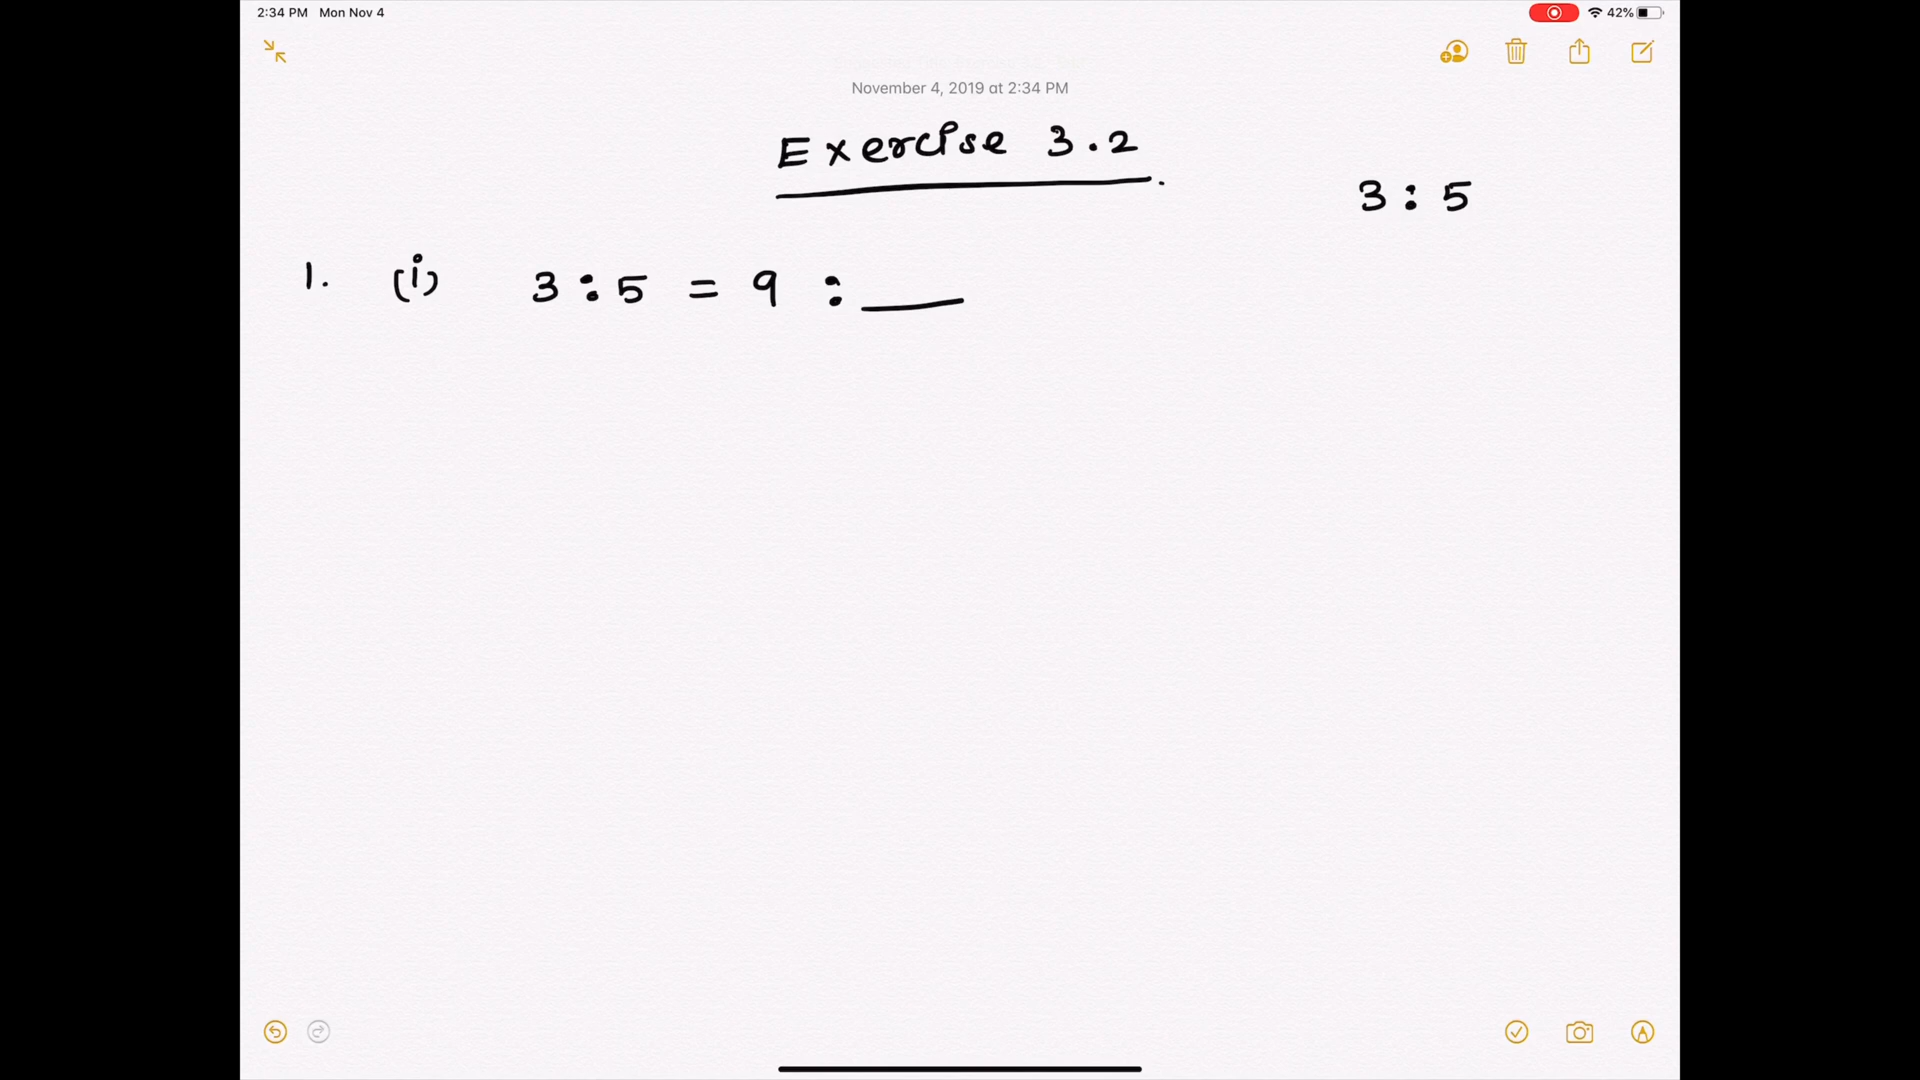 2:34 PM Mon Nov 4
42%
November 4, 2019 at 2:34 PM
Exercise 3.2
3 : 5
1. (i) 3 : 5 = 9 : ___